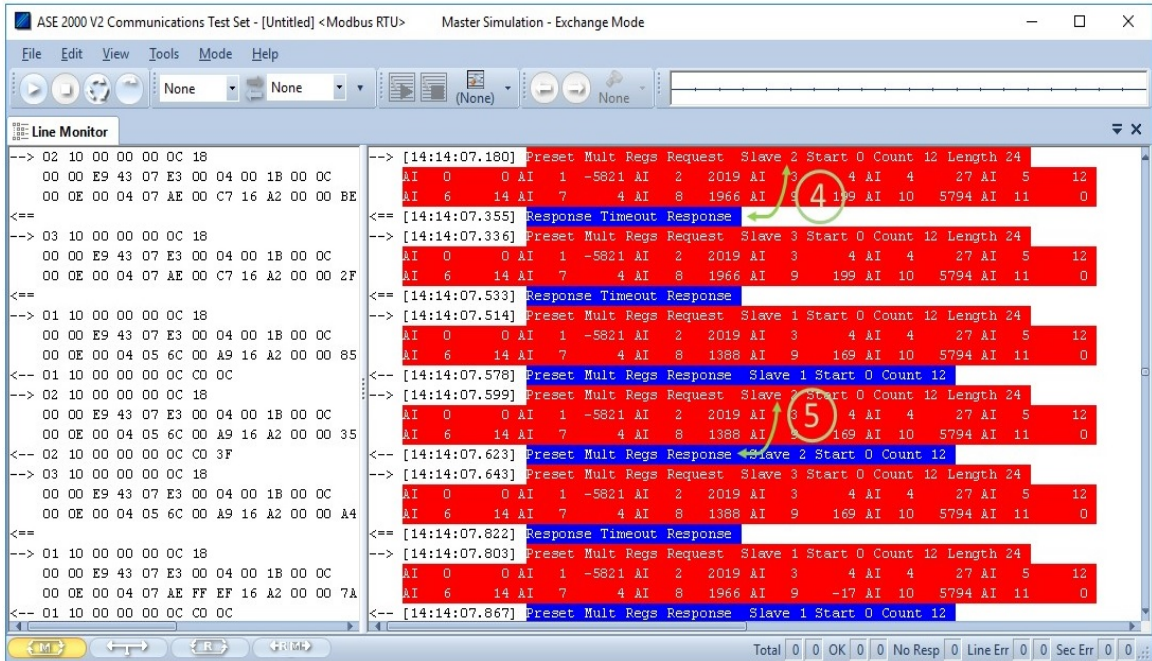 ASE 2000 V2 Communications Test Set - [Untitled] <Modbus RTU> Master Simulation - Exchange Mode
File Edit View Tools Mode Help
None None (None) None
Line Monitor
--> 02 10 00 00 00 0C 18
00 00 E9 43 07 E3 00 04 00 1B 00 0C
00 0E 00 04 07 AE 00 C7 16 A2 00 00 BE
<==
--> 03 10 00 00 00 0C 18
00 00 E9 43 07 E3 00 04 00 1B 00 0C
00 0E 00 04 07 AE 00 C7 16 A2 00 00 2F
<==
--> 01 10 00 00 00 0C 18
00 00 E9 43 07 E3 00 04 00 1B 00 0C
00 0E 00 04 05 6C 00 A9 16 A2 00 00 85
<-- 01 10 00 00 00 0C C0 0C
--> 02 10 00 00 00 0C 18
00 00 E9 43 07 E3 00 04 00 1B 00 0C
00 0E 00 04 05 6C 00 A9 16 A2 00 00 35
<-- 02 10 00 00 00 0C C0 3F
--> 03 10 00 00 00 0C 18
00 00 E9 43 07 E3 00 04 00 1B 00 0C
00 0E 00 04 05 6C 00 A9 16 A2 00 00 A4
<==
--> 01 10 00 00 00 0C 18
00 00 E9 43 07 E3 00 04 00 1B 00 0C
00 0E 00 04 07 AE FF EF 16 A2 00 00 7A
<-- 01 10 00 00 00 0C C0 0C
--> [14:14:07.180] Preset Mult Regs Request Slave 2 Start 0 Count 12 Length 24
AI 0 0 AI 1 -5821 AI 2 2019 AI 3 4 AI 4 27 AI 5 12
AI 6 14 AI 7 4 AI 8 1966 AI 9 199 AI 10 5794 AI 11 0
4
<== [14:14:07.355] Response Timeout Response
--> [14:14:07.336] Preset Mult Regs Request Slave 3 Start 0 Count 12 Length 24
AI 0 0 AI 1 -5821 AI 2 2019 AI 3 4 AI 4 27 AI 5 12
AI 6 14 AI 7 4 AI 8 1966 AI 9 199 AI 10 5794 AI 11 0
<== [14:14:07.533] Response Timeout Response
--> [14:14:07.514] Preset Mult Regs Request Slave 1 Start 0 Count 12 Length 24
AI 0 0 AI 1 -5821 AI 2 2019 AI 3 4 AI 4 27 AI 5 12
AI 6 14 AI 7 4 AI 8 1388 AI 9 169 AI 10 5794 AI 11 0
<-- [14:14:07.578] Preset Mult Regs Response Slave 1 Start 0 Count 12
--> [14:14:07.599] Preset Mult Regs Request Slave 2 Start 0 Count 12 Length 24
AI 0 0 AI 1 -5821 AI 2 2019 AI 3 4 AI 4 27 AI 5 12
AI 6 14 AI 7 4 AI 8 1388 AI 9 169 AI 10 5794 AI 11 0
5
<-- [14:14:07.623] Preset Mult Regs Response Slave 2 Start 0 Count 12
--> [14:14:07.643] Preset Mult Regs Request Slave 3 Start 0 Count 12 Length 24
AI 0 0 AI 1 -5821 AI 2 2019 AI 3 4 AI 4 27 AI 5 12
AI 6 14 AI 7 4 AI 8 1388 AI 9 169 AI 10 5794 AI 11 0
<== [14:14:07.822] Response Timeout Response
--> [14:14:07.803] Preset Mult Regs Request Slave 1 Start 0 Count 12 Length 24
AI 0 0 AI 1 -5821 AI 2 2019 AI 3 4 AI 4 27 AI 5 12
AI 6 14 AI 7 4 AI 8 1966 AI 9 -17 AI 10 5794 AI 11 0
<-- [14:14:07.867] Preset Mult Regs Response Slave 1 Start 0 Count 12
M R
Total 0 0 OK 0 0 No Resp 0 Line Err 0 0 Sec Err 0 0